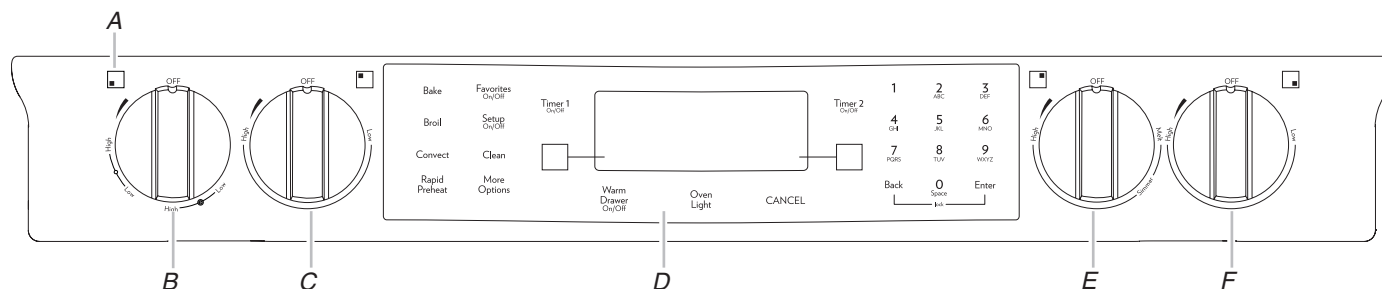 A
OFF
High
Low
High
Low
OFF
High
Low
Bake
Favorites
On/Off
Broil
Setup
On/Off
Convect
Clean
Rapid
Preheat
More
Options
Timer 1
On/Off
Timer 2
On/Off
Warm
Drawer
On/Off
Oven
Light
CANCEL
1
2
ABC
3
DEF
4
GHI
5
JKL
6
MNO
7
PQRS
8
TUV
9
WXYZ
Back
0
Space
Enter
lock
OFF
High
Melt
Simmer
OFF
High
Low
B
C
D
E
F